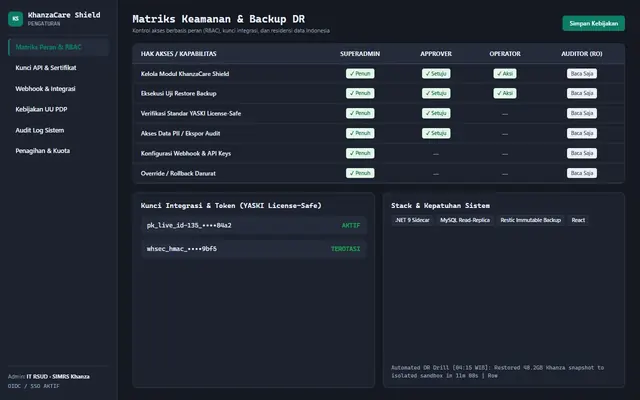 KS
KhanzaCare Shield
PENGATURAN
Matriks Peran & RBAC
Kunci API & Sertifikat
Webhook & Integrasi
Kebijakan UU PDP
Audit Log Sistem
Penagihan & Kuota
Admin: IT RSUD · SIMRS Khanza
OIDC / SSO AKTIF
Matriks Keamanan & Backup DR
Kontrol akses berbasis peran (RBAC), kunci integrasi, dan residensi data Indonesia
Simpan Kebijakan
HAK AKSES / KAPABILITAS SUPERADMIN APPROVER OPERATOR AUDITOR (RO)
Kelola Modul KhanzaCare Shield ✓ Penuh ✓ Setuju ✓ Aksi Baca Saja
Eksekusi Uji Restore Backup ✓ Penuh ✓ Setuju ✓ Aksi Baca Saja
Verifikasi Standar YASKI License-Safe ✓ Penuh ✓ Setuju — Baca Saja
Akses Data PII / Ekspor Audit ✓ Penuh ✓ Setuju — Baca Saja
Konfigurasi Webhook & API Keys ✓ Penuh — — Baca Saja
Override / Rollback Darurat ✓ Penuh — — Baca Saja
Kunci Integrasi & Token (YASKI License-Safe)
pk_live_id-135_••••84a2 AKTIF
whsec_hmac_••••9bf5 TEROTASI
Stack & Kepatuhan Sistem
.NET 9 Sidecar MySQL Read-Replica Restic Immutable Backup React
Automated DR Drill (04:15 WIB): Restored 48.2GB Khanza snapshot to
isolated sandbox in 11m 08s | Row